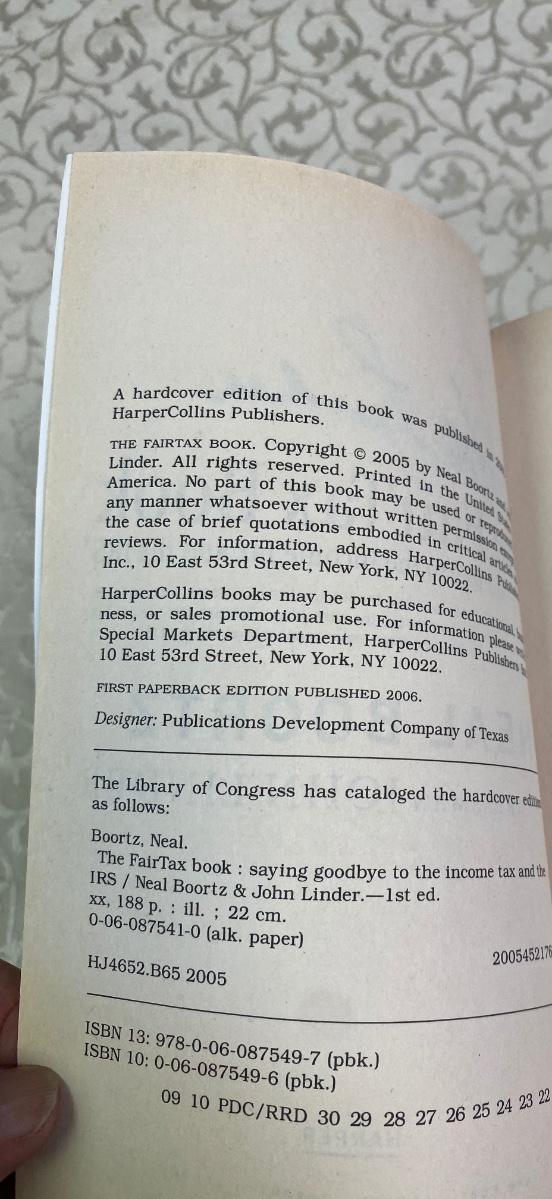 A hardcover edition of this book was published in
HarperCollins Publishers.
THE FAIRTAX BOOK. Copyright © 2005 by Neal Boortz and
Linder. All rights reserved. Printed in the United
America. No part of this book may be used or
any manner whatsoever without written permission
the case of brief quotations embodied in critical
reviews. For information, address HarperCollins
Inc., 10 East 53rd Street, New York, NY 10022.
HarperCollins books may be purchased for educational,
ness, or sales promotional use. For information please
Special Markets Department, HarperCollins Publishers
10 East 53rd Street, New York, NY 10022.
FIRST PAPERBACK EDITION PUBLISHED 2006.
Designer: Publications Development Company of Texas
The Library of Congress has cataloged the hardcover
as follows:
Boortz, Neal.
The FairTax book : saying goodbye to the income tax and the
IRS / Neal Boortz & John Linder.—1st ed.
xx, 188 p. : ill. ; 22 cm.
0-06-087541-0 (alk. paper)
2005452176
HJ4652.B65 2005
ISBN 13: 978-0-06-087549-7 (pbk.)
ISBN 10: 0-06-087549-6 (pbk.)
09 10 PDC/RRD 30 29 28 27 26 25 24 23 22